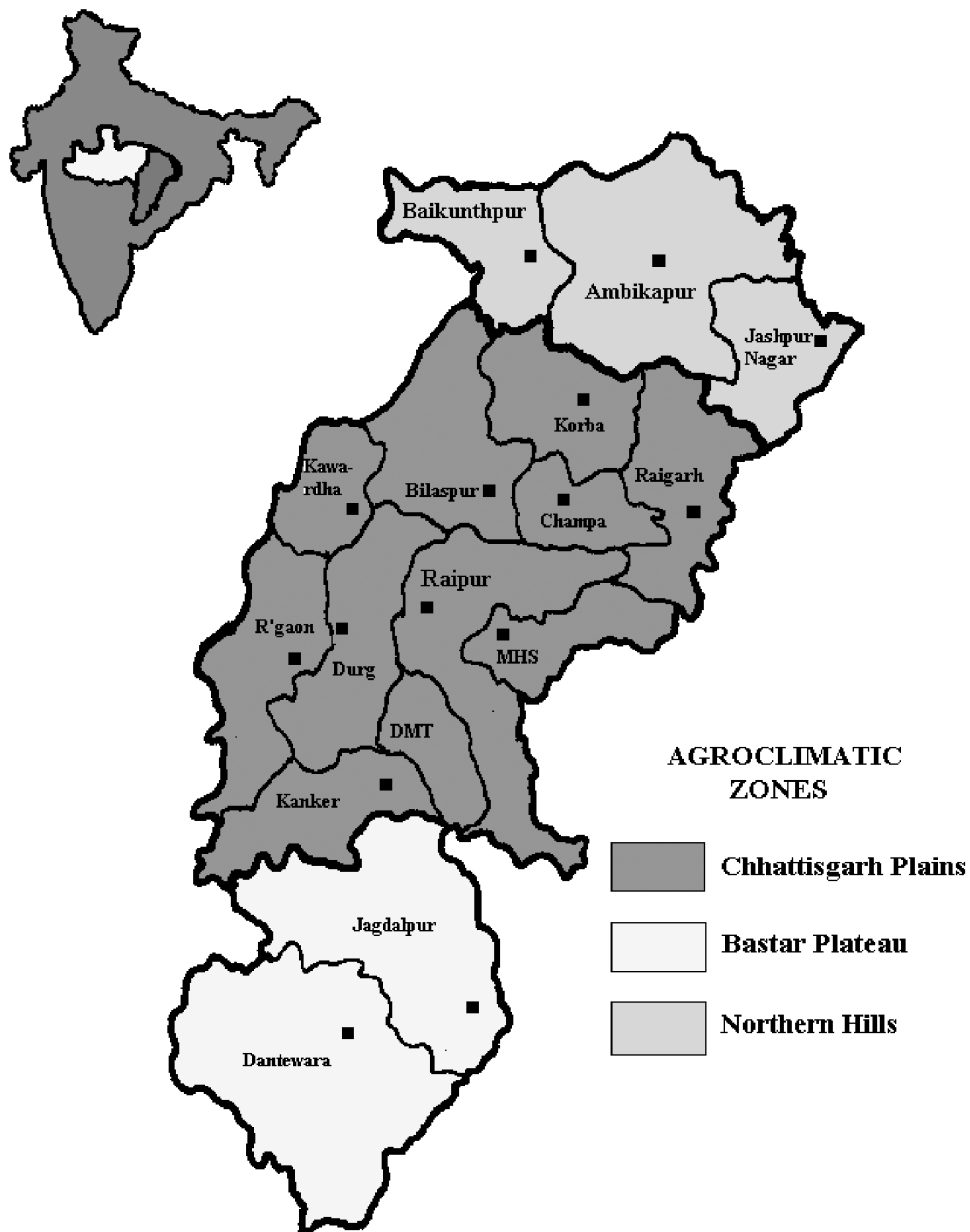 Baikunthpur
Ambikapur
Jashpur
Nagar
Korba
Kawa-
rdha
Bilaspur
Raigarh
Champa
Raipur
R'gaon
Durg
MHS
DMT
Kanker
AGROCLIMATIC
ZONES
Chhattisgarh Plains
Jagdalpur
Bastar Plateau
Northern Hills
Dantewara